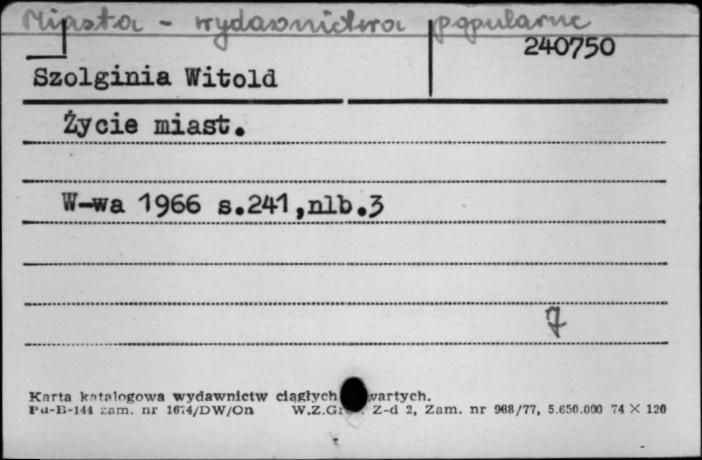 Miasta - wydawnictwa popularne
240750
Szolginia Witold
Życie miast.
W-wa 1966 s.241,nlb.3
7
Karta katalogowa wydawnictw ciągłych wartych.
Pu-B-144 zam. nr 1674/DW/On W.Z.Gr Z-d 2, Zam. nr 968/77, 5.650.000 74 X 120